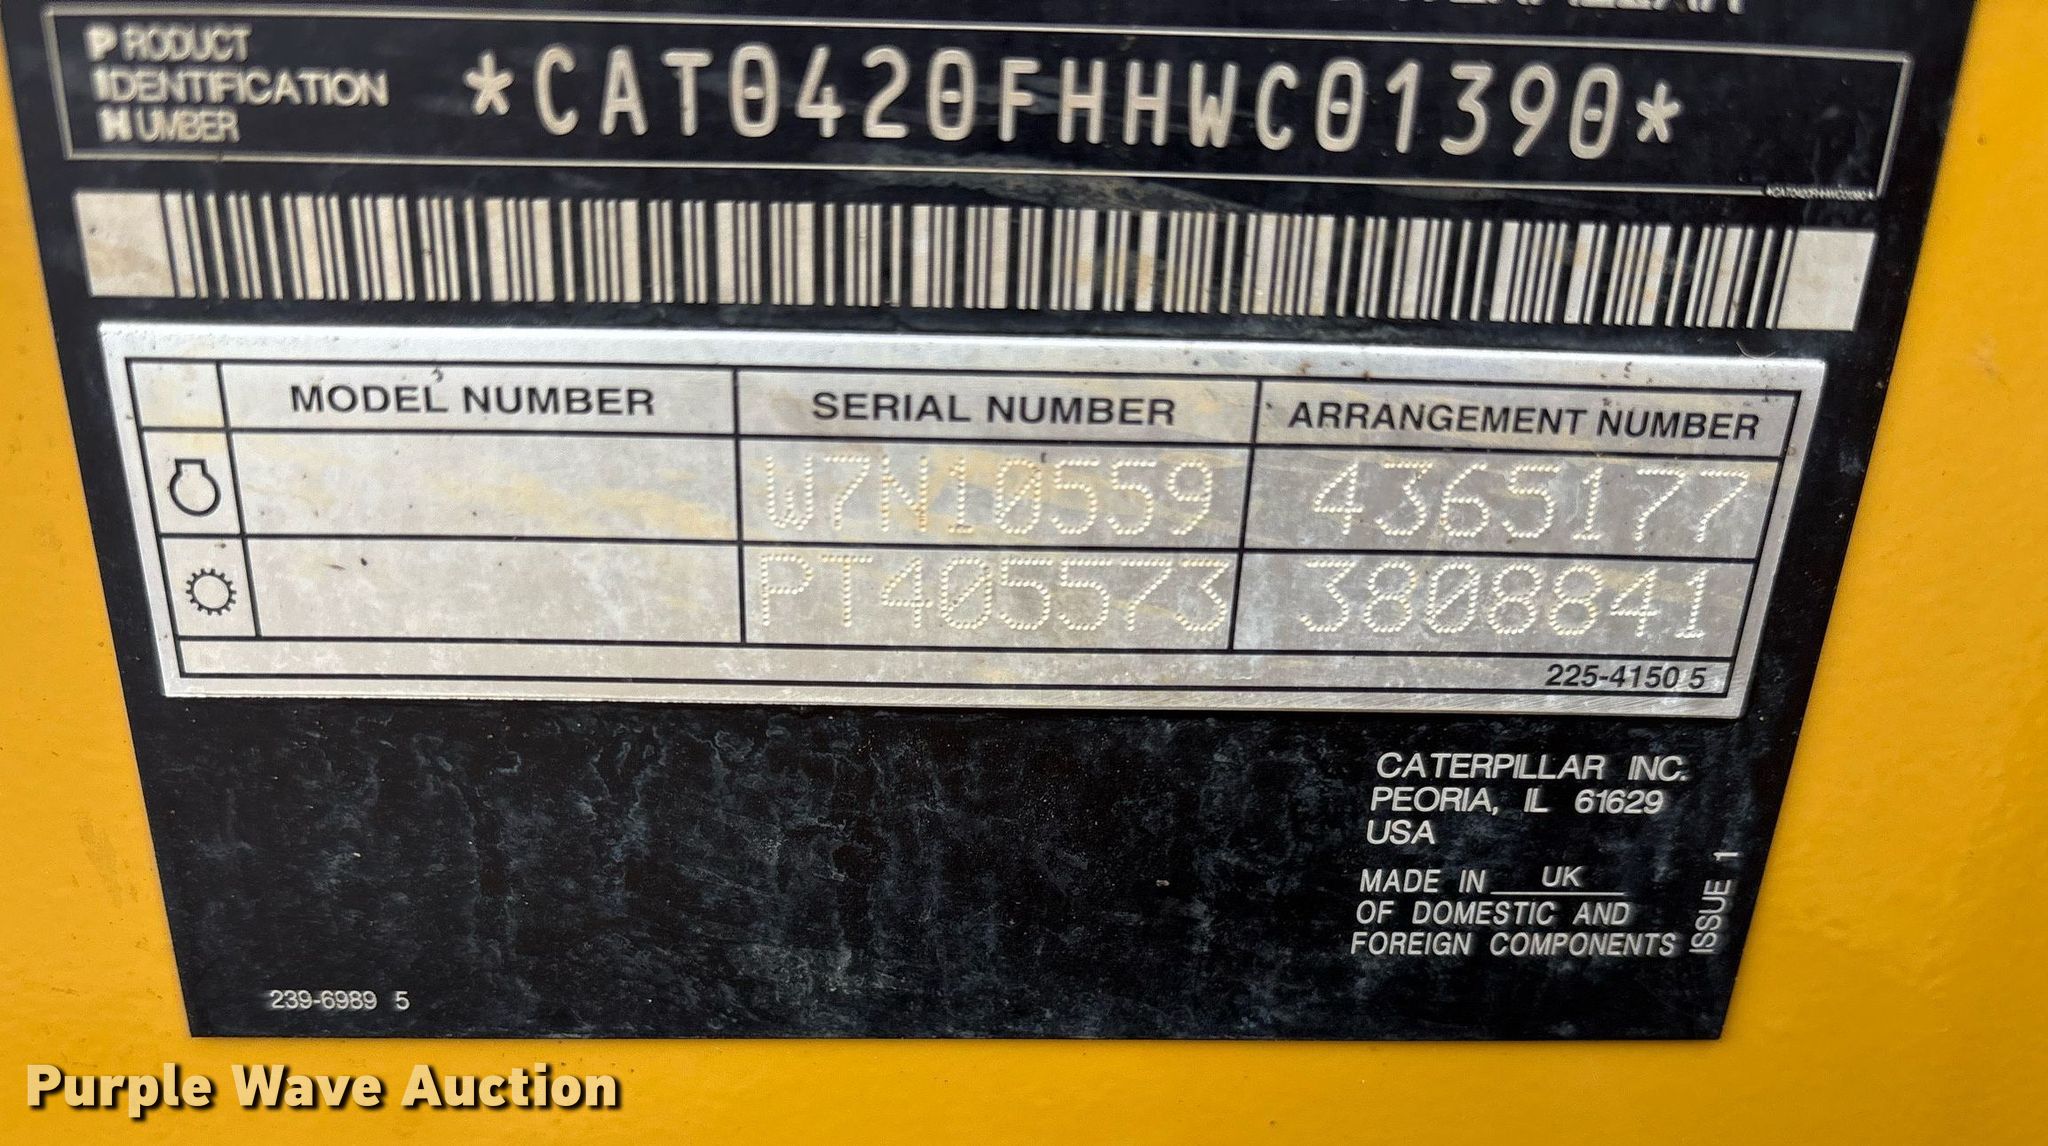 PRODUCT
IDENTIFICATION
NUMBER
*CAT0420FHHWC01390*
*CAT0420FHHWC01390*
MODEL NUMBER SERIAL NUMBER ARRANGEMENT NUMBER
W7N10559 4365177
PT405573 3808841
225-4150 5
CATERPILLAR INC.
PEORIA, IL 61629
USA
MADE IN UK
OF DOMESTIC AND
FOREIGN COMPONENTS
ISSUE 1
239-6989 5
Purple Wave Auction